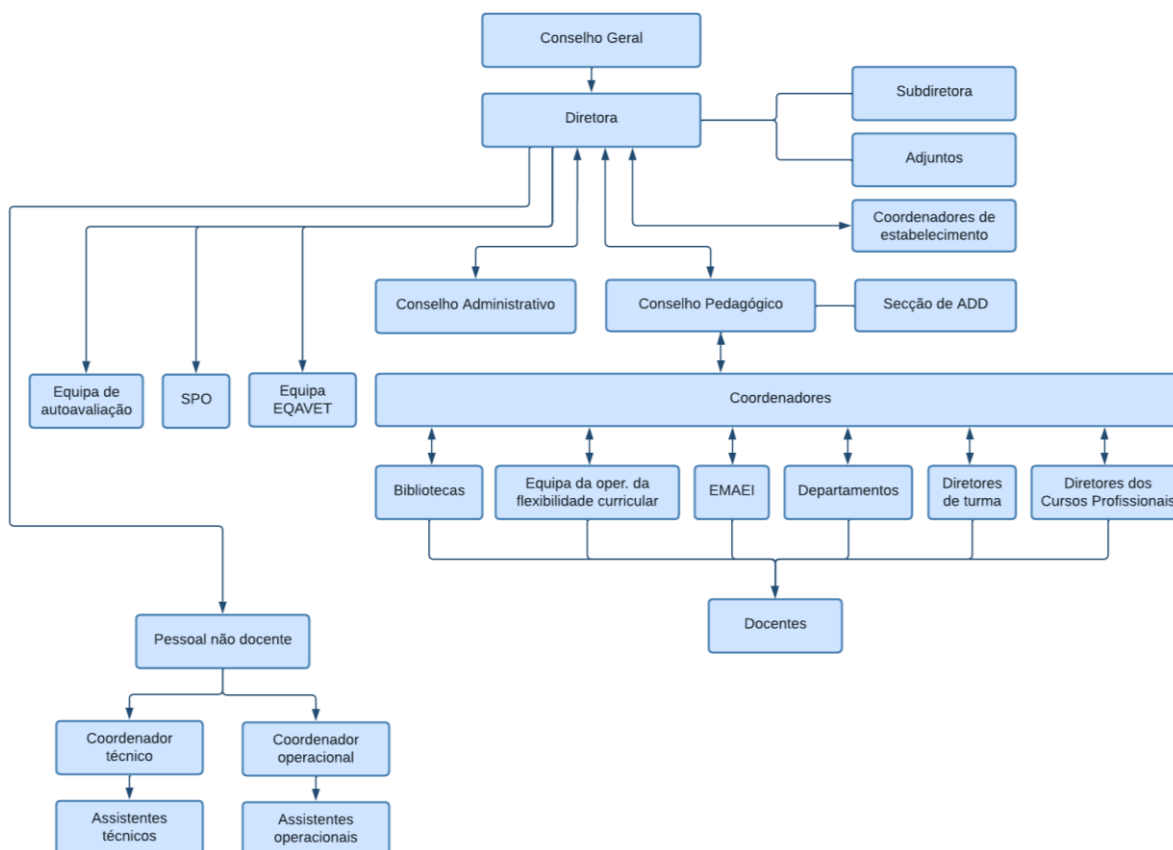 Conselho Geral
Diretora
Subdiretora
Adjuntos
Coordenadores de
estabelecimento
Conselho Administrativo
Conselho Pedagógico
Secção de ADD
Equipa de
autoavaliação
SPO
Equipa
EQAVET
Coordenadores
Bibliotecas
Equipa da oper. da
flexibilidade curricular
EMAEI
Departamentos
Diretores
de turma
Diretores dos
Cursos Profissionais
Docentes
Pessoal não docente
Coordenador
técnico
Coordenador
operacional
Assistentes
técnicos
Assistentes
operacionais